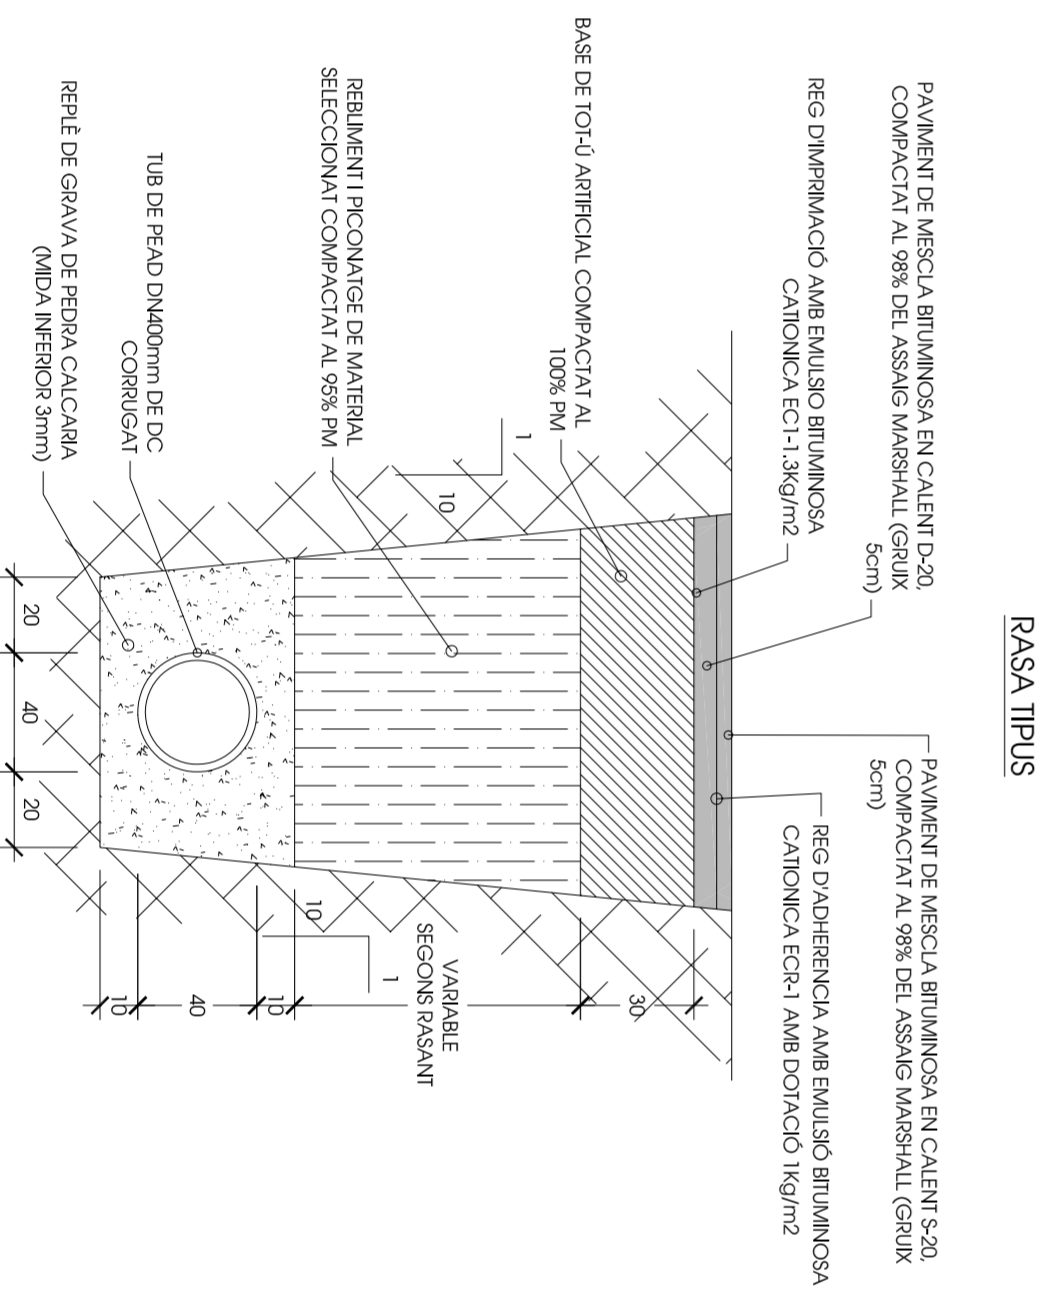 RASA TIPUS
PAVIMENT DE MESCLA BITUMINOSA EN CALENT D-20,
COMPACTAT AL 98% DEL ASSAIG MARSHALL (GRUIX
5cm)
REG D'IMPRIMACIÓ AMB EMULSIO BITUMINOSA
CATIONICA EC1-1.3Kg/m2
BASE DE TOT-Ú ARTIFICIAL COMPACTAT AL
100% PM
REBLIMENT I PICONATGE DE MATERIAL
SELECCIONAT COMPACTAT AL 95% PM
TUB DE PEAD DN400mm DE DC
CORRUGAT
REPLÈ DE GRAVA DE PEDRA CALCARIA
(MIDA INFERIOR 3mm)
PAVIMENT DE MESCLA BITUMINOSA EN CALENT S-20,
COMPACTAT AL 98% DEL ASSAIG MARSHALL (GRUIX
5cm)
REG D'ADHERENCIA AMB EMULSIÓ BITUMINOSA
CATIONICA ECR-1 AMB DOTACIÓ 1Kg/m2
1
10
10
1
30
VARIABLE
SEGONS RASANT
10
40
10
20
40
20